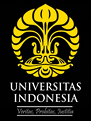 UNIVERSITAS
INDONESIA
Veritas, Probitas, Iustitia